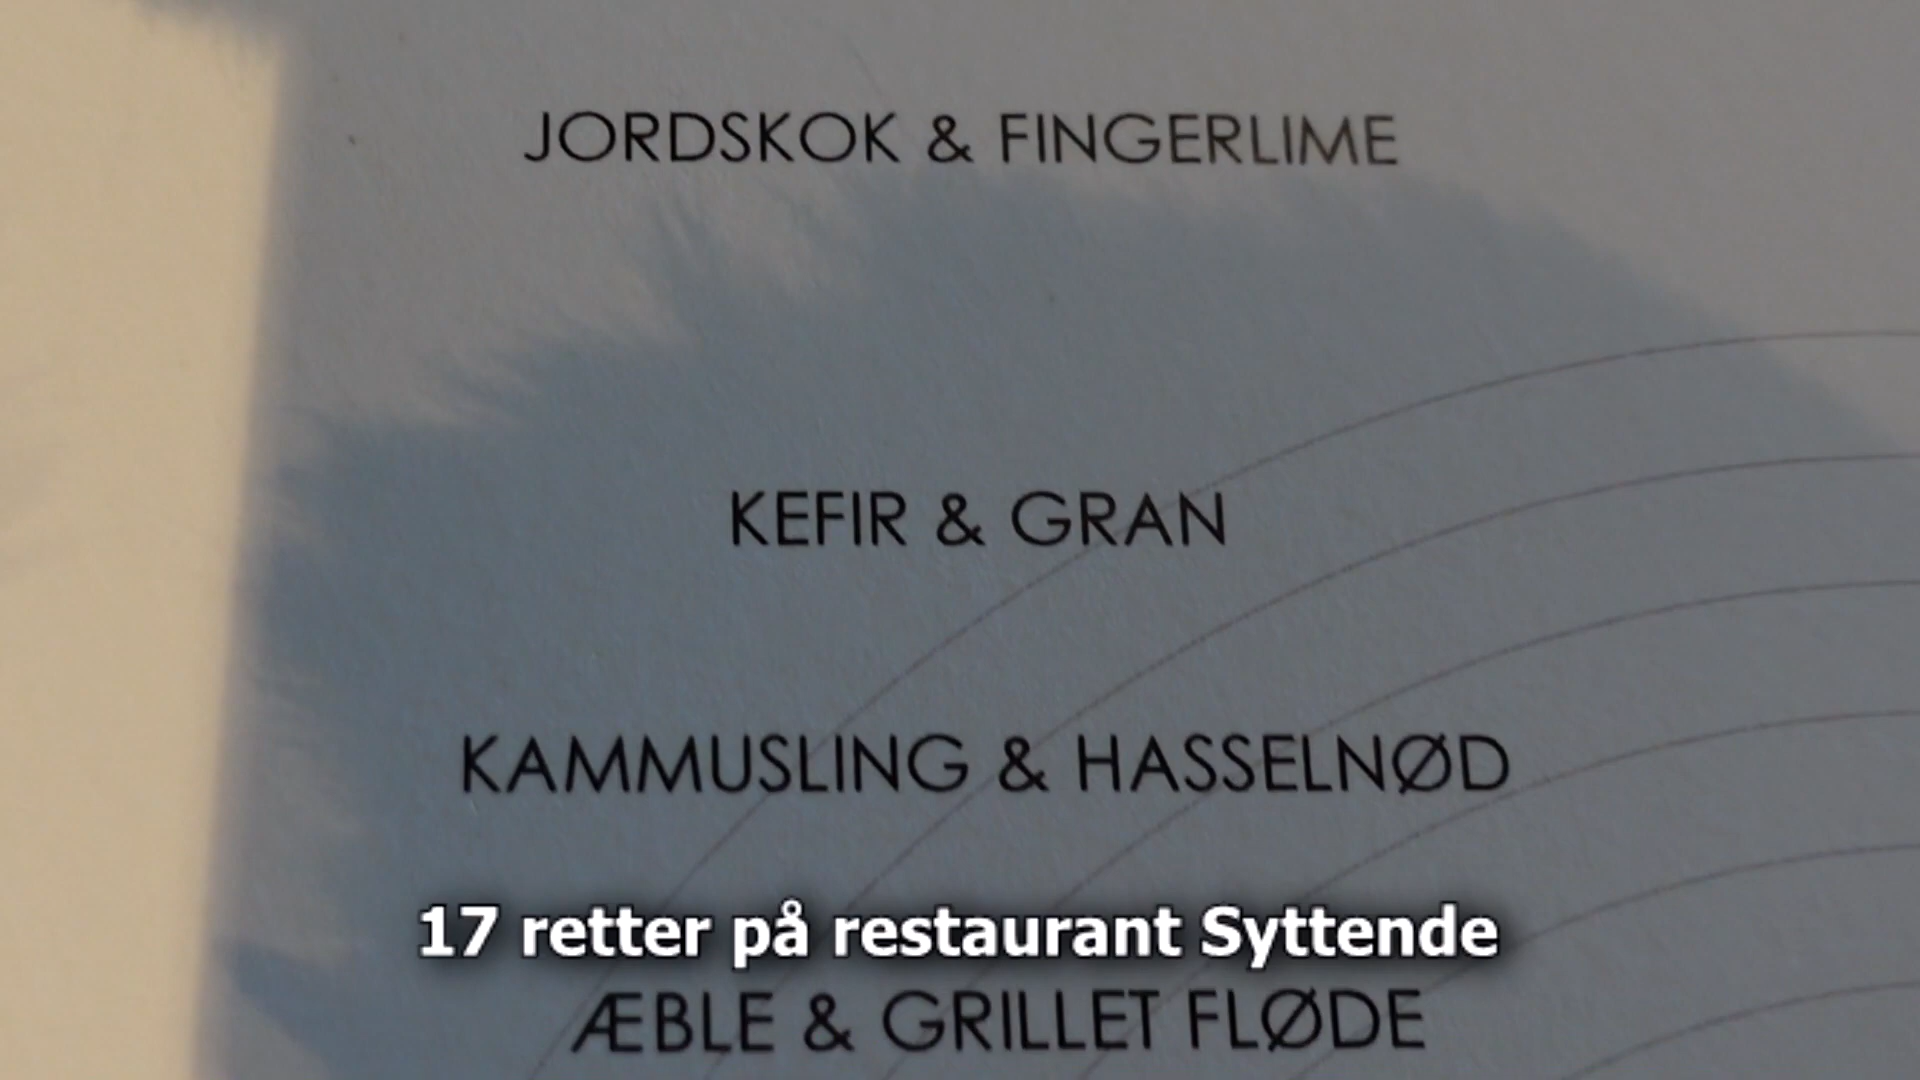 JORDSKOK & FINGERLIME
KEFIR & GRAN
KAMMUSLING & HASSELNØD
17 retter på restaurant Syttende
ÆBLE & GRILLET FLØDE